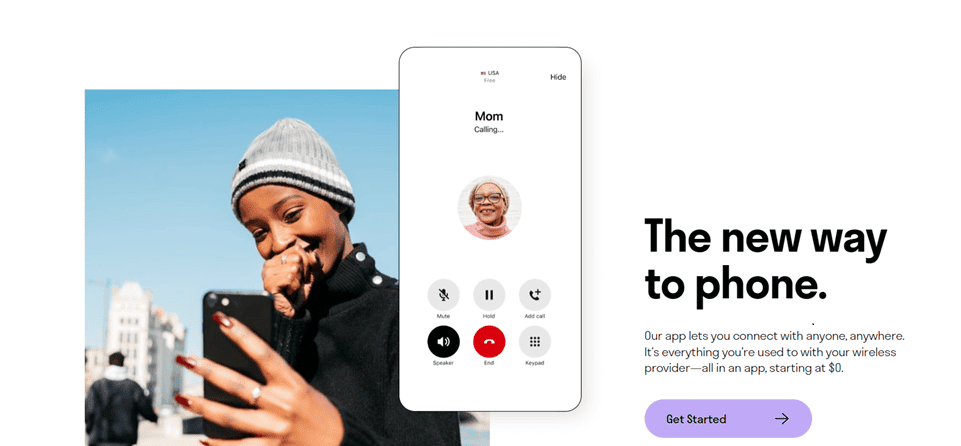 USA
Free
Hide
Mom
Calling...
Mute
Hold
Add call
Speaker
End
Keypad
The new way
to phone.
Our app lets you connect with anyone, anywhere.
It's everything you're used to with your wireless
provider—all in an app, starting at $0.
Get Started